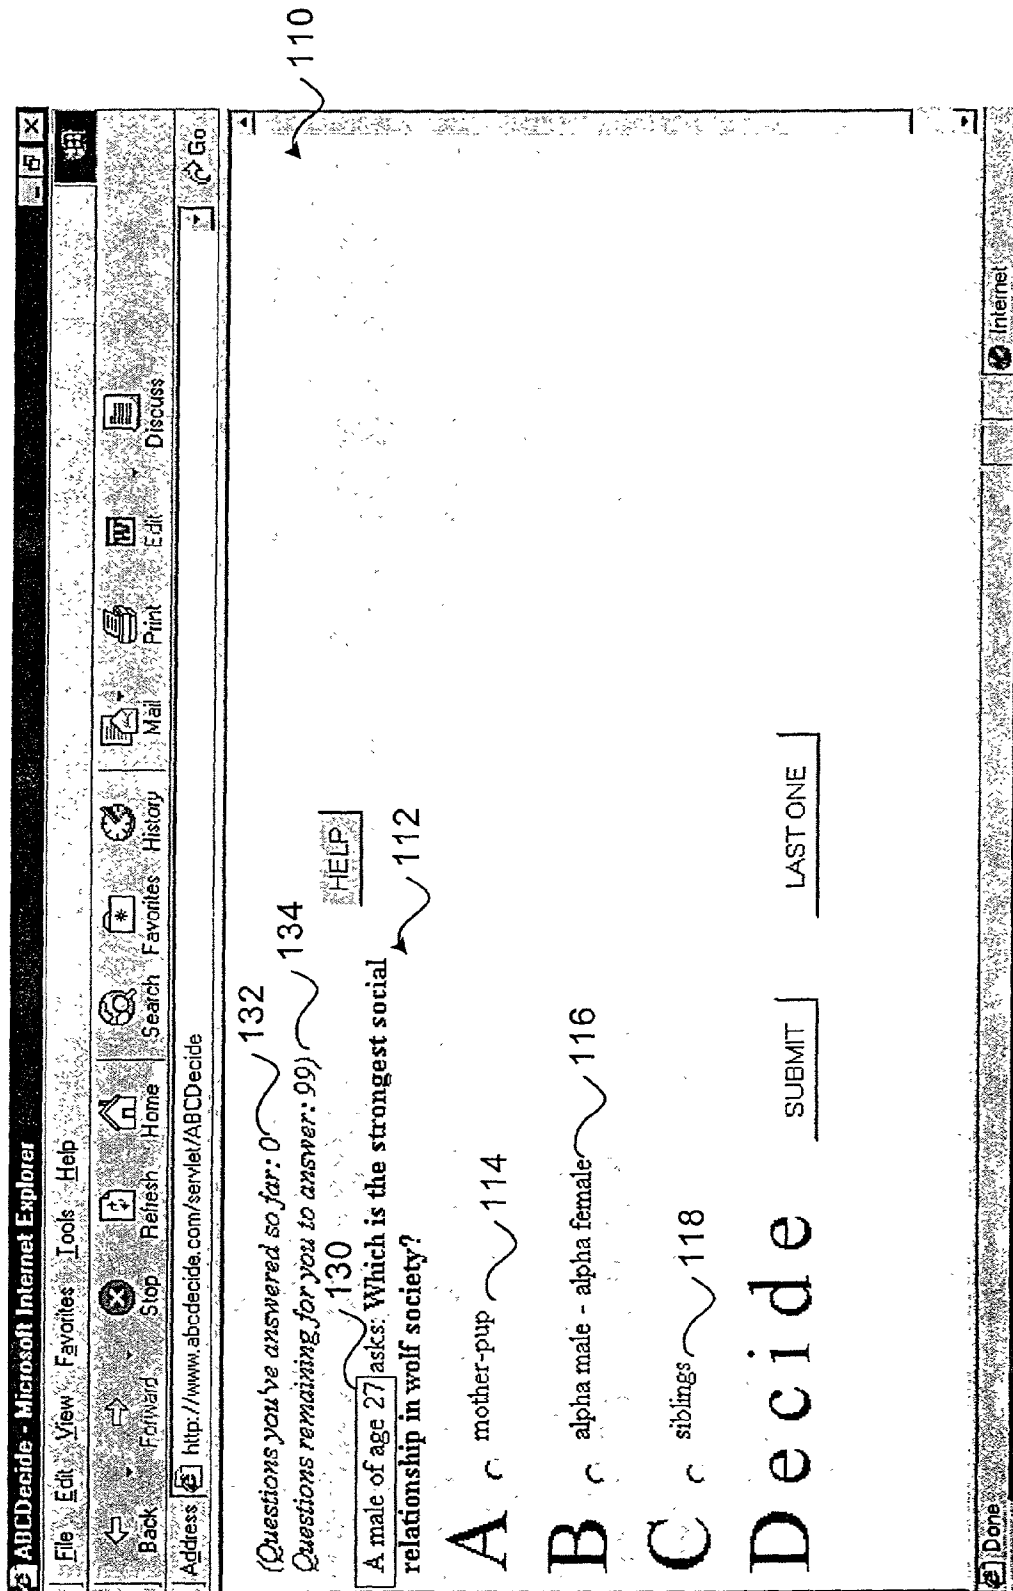 ABCDecide - Microsoft Internet Explorer
File Edit View Favorites Tools Help
Back Forward Stop Refresh Home Search Favorites History Mail Print Edit Discuss
Address http://www.abcdecide.com/servlet/ABCDecide Go
110
(Questions you've answered so far: 0 132
Questions remaining for you to answer: 99) 134
HELP
130
A male of age 27 asks: Which is the strongest social
relationship in wolf society?
112
A mother-pup 114
B alpha male - alpha female 116
C siblings 118
Decide SUBMIT LAST ONE
Done Internet